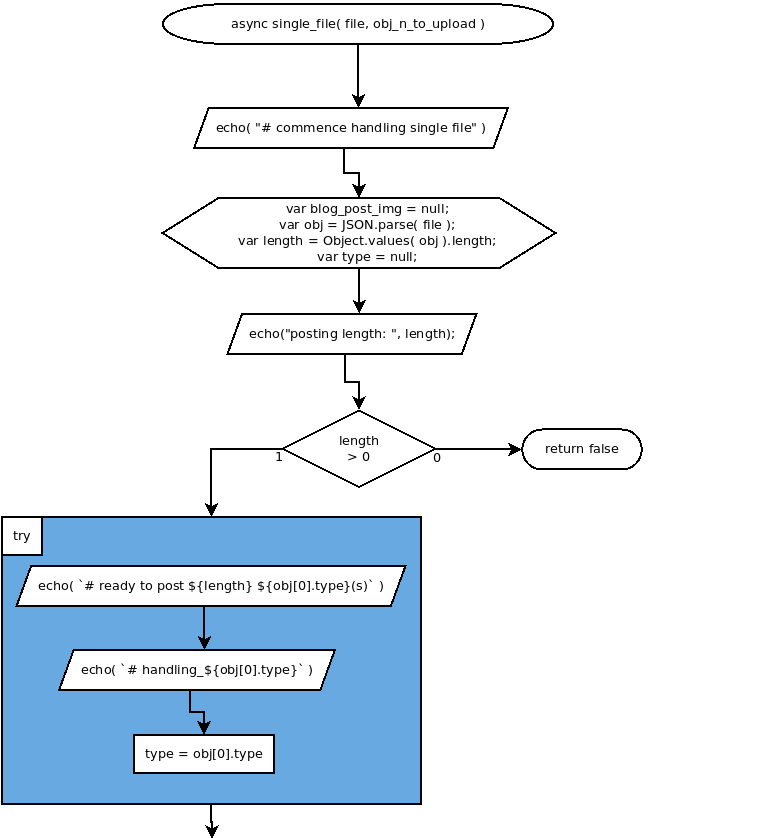 async single_file( file, obj_n_to_upload )
echo( "# commence handling single file" )
var blog_post_img = null;
var obj = JSON.parse( file );
var length = Object.values( obj ).length;
var type = null;
echo("posting length: ", length);
length
> 0
1
0
return false
try
echo( `# ready to post ${length} ${obj[0].type}(s)` )
echo( `# handling_${obj[0].type}` )
type = obj[0].type